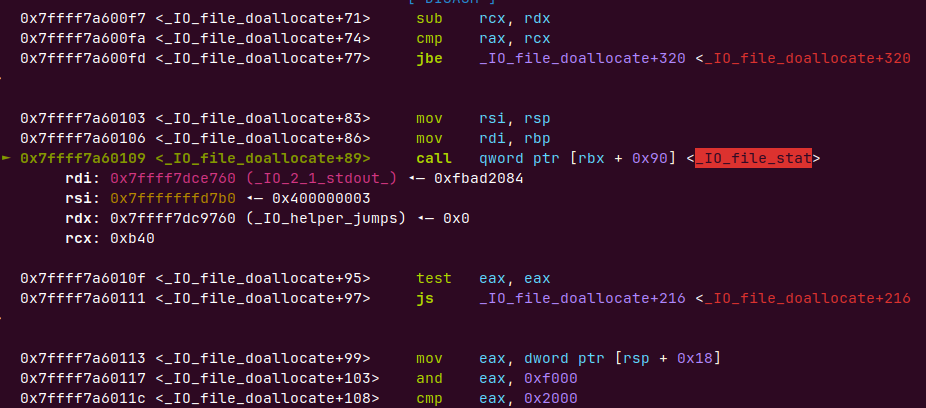 0x7ffff7a600f7 <_IO_file_doallocate+71> sub rcx, rdx
0x7ffff7a600fa <_IO_file_doallocate+74> cmp rax, rcx
0x7ffff7a600fd <_IO_file_doallocate+77> jbe _IO_file_doallocate+320 <_IO_file_doallocate+320
0x7ffff7a60103 <_IO_file_doallocate+83> mov rsi, rsp
0x7ffff7a60106 <_IO_file_doallocate+86> mov rdi, rbp
► 0x7ffff7a60109 <_IO_file_doallocate+89> call qword ptr [rbx + 0x90] <_IO_file_stat>
rdi: 0x7ffff7dce760 (_IO_2_1_stdout_) ◂— 0xfbad2084
rsi: 0x7fffffffd7b0 ◂— 0x400000003
rdx: 0x7ffff7dc9760 (_IO_helper_jumps) ◂— 0x0
rcx: 0xb40
0x7ffff7a6010f <_IO_file_doallocate+95> test eax, eax
0x7ffff7a60111 <_IO_file_doallocate+97> js _IO_file_doallocate+216 <_IO_file_doallocate+216
0x7ffff7a60113 <_IO_file_doallocate+99> mov eax, dword ptr [rsp + 0x18]
0x7ffff7a60117 <_IO_file_doallocate+103> and eax, 0xf000
0x7ffff7a6011c <_IO_file_doallocate+108> cmp eax, 0x2000